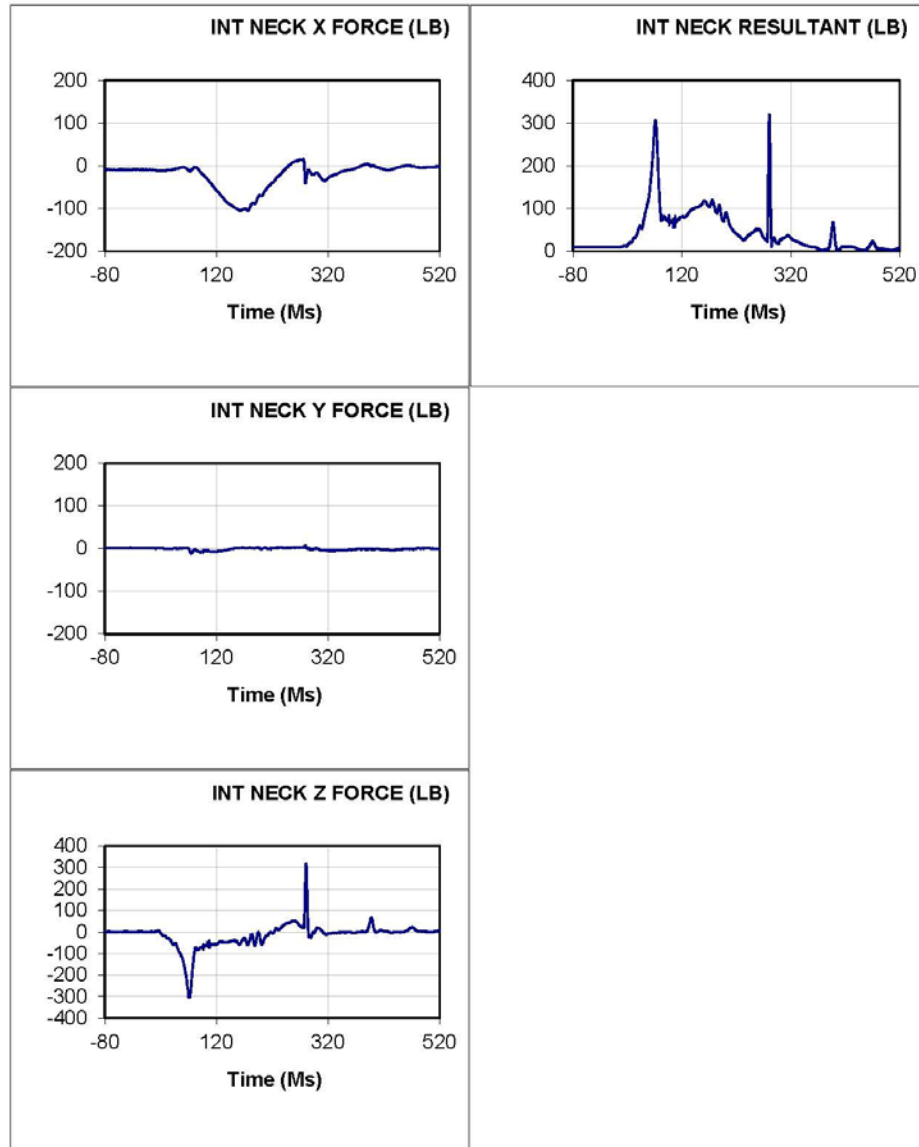 INT NECK X FORCE (LB)
200
100
0
-100
-200
-80 120 320 520
Time (Ms)
INT NECK RESULTANT (LB)
400
300
200
100
0
-80 120 320 520
Time (Ms)
INT NECK Y FORCE (LB)
200
100
0
-100
-200
-80 120 320 520
Time (Ms)
INT NECK Z FORCE (LB)
400
300
200
100
0
-100
-200
-300
-400
-80 120 320 520
Time (Ms)